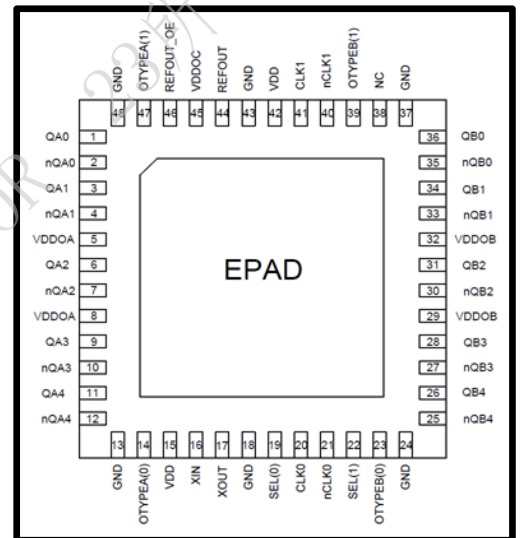 GND
OTYPEA(1)
REFOUT_OE
VDDOC
REFOUT
GND
VDD
CLK1
nCLK1
OTYPEB(1)
NC
GND
48 47 46 45 44 43 42 41 40 39 38 37
QA0 1
nQA0 2
QA1 3
nQA1 4
VDDOA 5
QA2 6
nQA2 7
VDDOA 8
QA3 9
nQA3 10
QA4 11
nQA4 12
EPAD
36 QB0
35 nQB0
34 QB1
33 nQB1
32 VDDOB
31 QB2
30 nQB2
29 VDDOB
28 QB3
27 nQB3
26 QB4
25 nQB4
13 14 15 16 17 18 19 20 21 22 23 24
GND
OTYPEA(0)
VDD
XIN
XOUT
GND
SEL(0)
CLK0
nCLK0
SEL(1)
OTYPEB(0)
GND